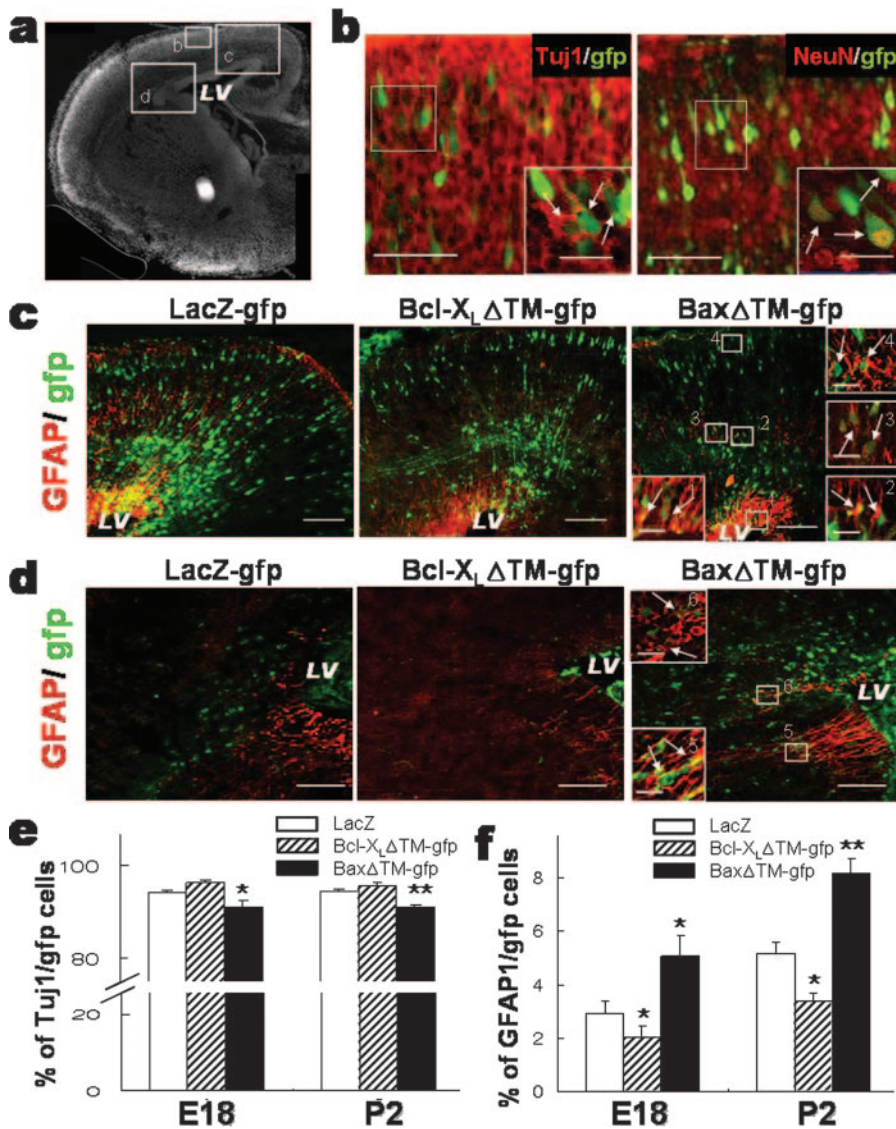 a
b
c
d
LV
b
Tuj1/gfp
NeuN/gfp
c
LacZ-gfp
Bcl-XLΔTM-gfp
BaxΔTM-gfp
GFAP/ gfp
LV
LV
LV
4
3
2
1
4
3
2
1
d
LacZ-gfp
Bcl-XLΔTM-gfp
BaxΔTM-gfp
GFAP/ gfp
LV
LV
LV
6
5
6
5
e
LacZ
Bcl-XLΔTM-gfp
BaxΔTM-gfp
% of Tuj1/gfp cells
100
80
20
0
*
**
E18
P2
f
LacZ
Bcl-XLΔTM-gfp
BaxΔTM-gfp
% of GFAP1/gfp cells
8
6
4
2
0
*
*
*
**
E18
P2